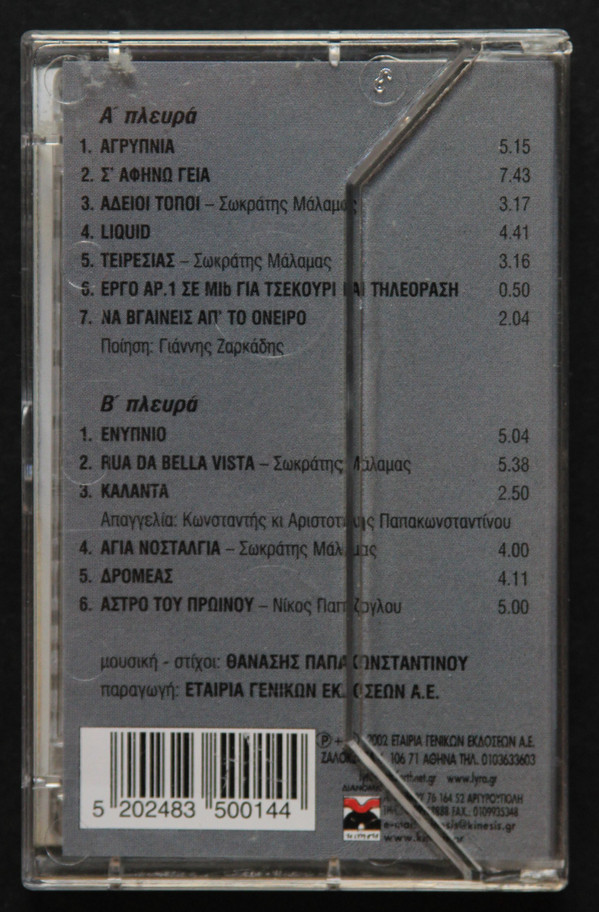 Α΄ πλευρά
1. ΑΓΡΥΠΝΙΑ 5.15
2. Σ' ΑΦΗΝΩ ΓΕΙΑ 7.43
3. ΑΔΕΙΟΙ ΤΟΠΟΙ – Σωκράτης Μάλαμας 3.17
4. LIQUID 4.41
5. ΤΕΙΡΕΣΙΑΣ – Σωκράτης Μάλαμας 3.16
6. ΕΡΓΟ ΑΡ.1 ΣΕ MIb ΓΙΑ ΤΣΕΚΟΥΡΙ ΚΑΙ ΤΗΛΕΟΡΑΣΗ 0.50
7. ΝΑ ΒΓΑΙΝΕΙΣ ΑΠ' ΤΟ ΟΝΕΙΡΟ 2.04
Ποίηση: Γιάννης Ζαρκάδης
Β΄ πλευρά
1. ΕΝΥΠΝΙΟ 5.04
2. RUA DA BELLA VISTA – Σωκράτης Μάλαμας 5.38
3. ΚΑΛΑΝΤΑ 2.50
Απαγγελία: Κωνσταντής κι Αριστοτέλης Παπακωνσταντίνου
4. ΑΓΙΑ ΝΟΣΤΑΛΓΙΑ – Σωκράτης Μάλαμας 4.00
5. ΔΡΟΜΕΑΣ 4.11
6. ΑΣΤΡΟ ΤΟΥ ΠΡΩΙΝΟΥ – Νίκος Παπάζογλου 5.00
μουσική - στίχοι: ΘΑΝΑΣΗΣ ΠΑΠΑΚΩΝΣΤΑΝΤΙΝΟΥ
παραγωγή: ΕΤΑΙΡΙΑ ΓΕΝΙΚΩΝ ΕΚΔΟΣΕΩΝ Α.Ε.
℗ + 2002 ΕΤΑΙΡΙΑ ΓΕΝΙΚΩΝ ΕΚΔΟΣΕΩΝ Α.Ε.
106 71 ΑΘΗΝΑ ΤΗΛ. 0103633603
www.lyra.gr
76 164 52 ΑΡΓΥΡΟΥΠΟΛΗ
FAX.: 0109935348
5 202483 500144